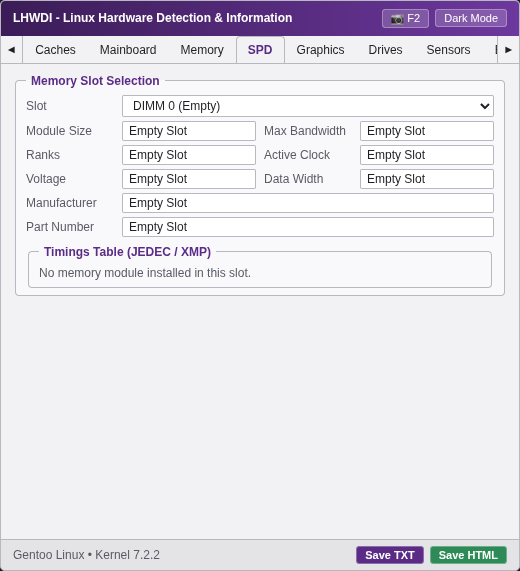 LHWDI - Linux Hardware Detection & Information
📷 F2
Dark Mode
◄
Caches
Mainboard
Memory
SPD
Graphics
Drives
Sensors
►
Memory Slot Selection
Slot
DIMM 0 (Empty)
Module Size
Empty Slot
Max Bandwidth
Empty Slot
Ranks
Empty Slot
Active Clock
Empty Slot
Voltage
Empty Slot
Data Width
Empty Slot
Manufacturer
Empty Slot
Part Number
Empty Slot
Timings Table (JEDEC / XMP)
No memory module installed in this slot.
Gentoo Linux • Kernel 7.2.2
Save TXT
Save HTML